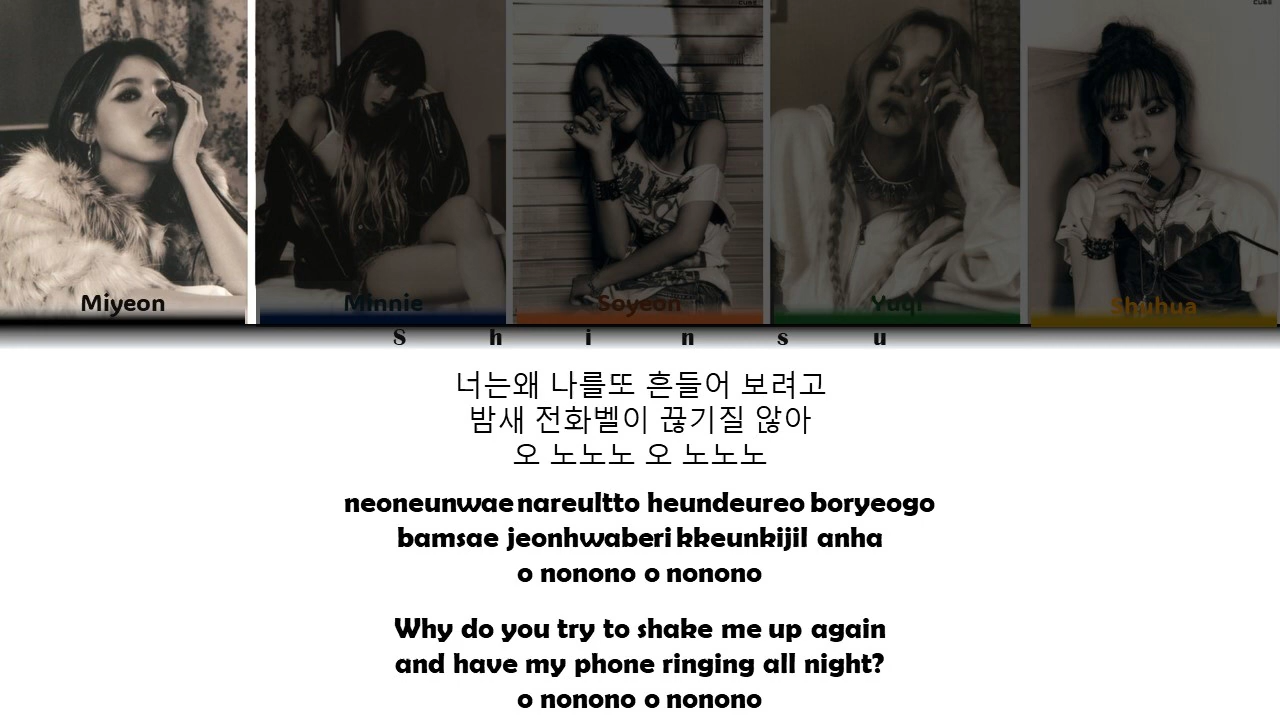 CUBE
CUBE
Miyeon
Minnie
Soyeon
Yuqi
Shuhua
S h i n s u
너는왜 나를또 흔들어 보려고
밤새 전화벨이 끊기질 않아
오 노노노 오 노노노
neoneunwae nareultto heundeureo boryeogo
bamsae jeonhwaberi kkeunkijil anha
o nonono o nonono
Why do you try to shake me up again
and have my phone ringing all night?
o nonono o nonono